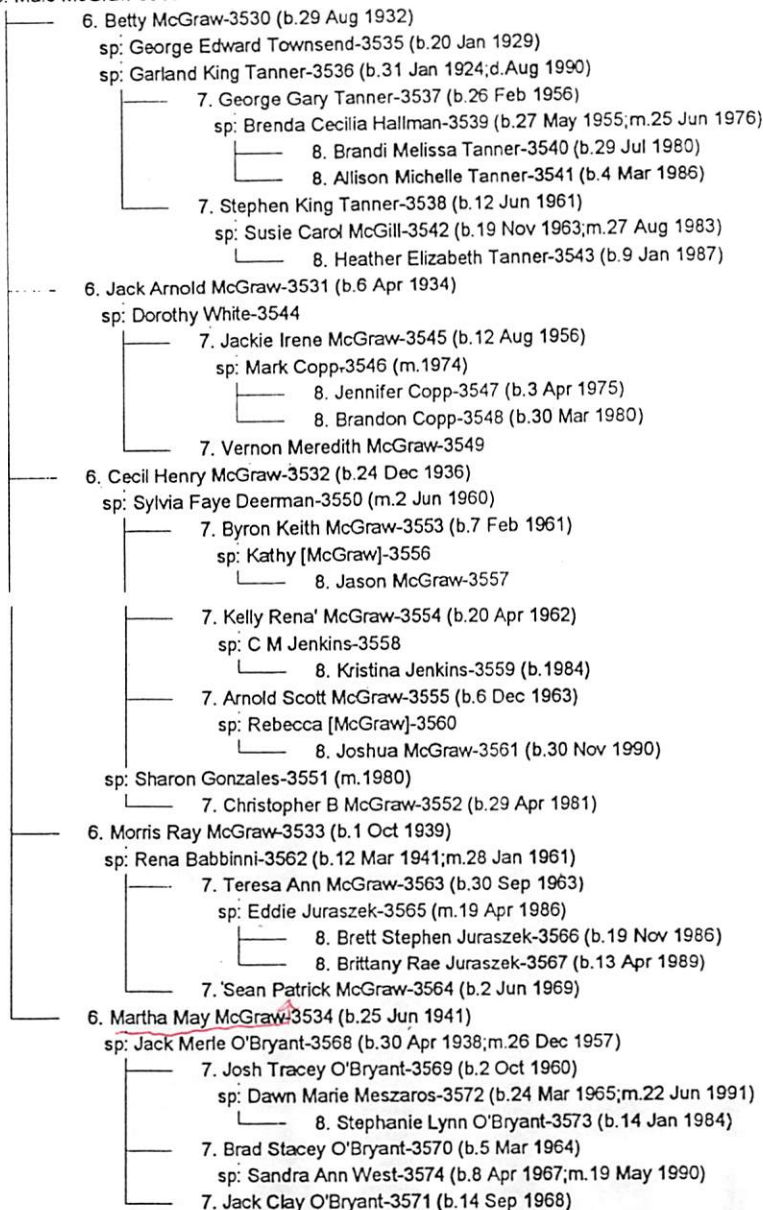 6. Betty McGraw-3530 (b.29 Aug 1932)
sp: George Edward Townsend-3535 (b.20 Jan 1929)
sp: Garland King Tanner-3536 (b.31 Jan 1924;d.Aug 1990)
7. George Gary Tanner-3537 (b.26 Feb 1956)
sp: Brenda Cecilia Hallman-3539 (b.27 May 1955;m.25 Jun 1976)
8. Brandi Melissa Tanner-3540 (b.29 Jul 1980)
8. Allison Michelle Tanner-3541 (b.4 Mar 1986)
7. Stephen King Tanner-3538 (b.12 Jun 1961)
sp: Susie Carol McGill-3542 (b.19 Nov 1963;m.27 Aug 1983)
8. Heather Elizabeth Tanner-3543 (b.9 Jan 1987)
6. Jack Arnold McGraw-3531 (b.6 Apr 1934)
sp: Dorothy White-3544
7. Jackie Irene McGraw-3545 (b.12 Aug 1956)
sp: Mark Copp-3546 (m.1974)
8. Jennifer Copp-3547 (b.3 Apr 1975)
8. Brandon Copp-3548 (b.30 Mar 1980)
7. Vernon Meredith McGraw-3549
6. Cecil Henry McGraw-3532 (b.24 Dec 1936)
sp: Sylvia Faye Deerman-3550 (m.2 Jun 1960)
7. Byron Keith McGraw-3553 (b.7 Feb 1961)
sp: Kathy [McGraw]-3556
8. Jason McGraw-3557
7. Kelly Rena' McGraw-3554 (b.20 Apr 1962)
sp: C M Jenkins-3558
8. Kristina Jenkins-3559 (b.1984)
7. Arnold Scott McGraw-3555 (b.6 Dec 1963)
sp: Rebecca [McGraw]-3560
8. Joshua McGraw-3561 (b.30 Nov 1990)
sp: Sharon Gonzales-3551 (m.1980)
7. Christopher B McGraw-3552 (b.29 Apr 1981)
6. Morris Ray McGraw-3533 (b.1 Oct 1939)
sp: Rena Babbinni-3562 (b.12 Mar 1941;m.28 Jan 1961)
7. Teresa Ann McGraw-3563 (b.30 Sep 1963)
sp: Eddie Juraszek-3565 (m.19 Apr 1986)
8. Brett Stephen Juraszek-3566 (b.19 Nov 1986)
8. Brittany Rae Juraszek-3567 (b.13 Apr 1989)
7. Sean Patrick McGraw-3564 (b.2 Jun 1969)
6. Martha May McGraw-3534 (b.25 Jun 1941)
sp: Jack Merle O'Bryant-3568 (b.30 Apr 1938;m.26 Dec 1957)
7. Josh Tracey O'Bryant-3569 (b.2 Oct 1960)
sp: Dawn Marie Meszaros-3572 (b.24 Mar 1965;m.22 Jun 1991)
8. Stephanie Lynn O'Bryant-3573 (b.14 Jan 1984)
7. Brad Stacey O'Bryant-3570 (b.5 Mar 1964)
sp: Sandra Ann West-3574 (b.8 Apr 1967;m.19 May 1990)
7. Jack Clay O'Bryant-3571 (b.14 Sep 1968)